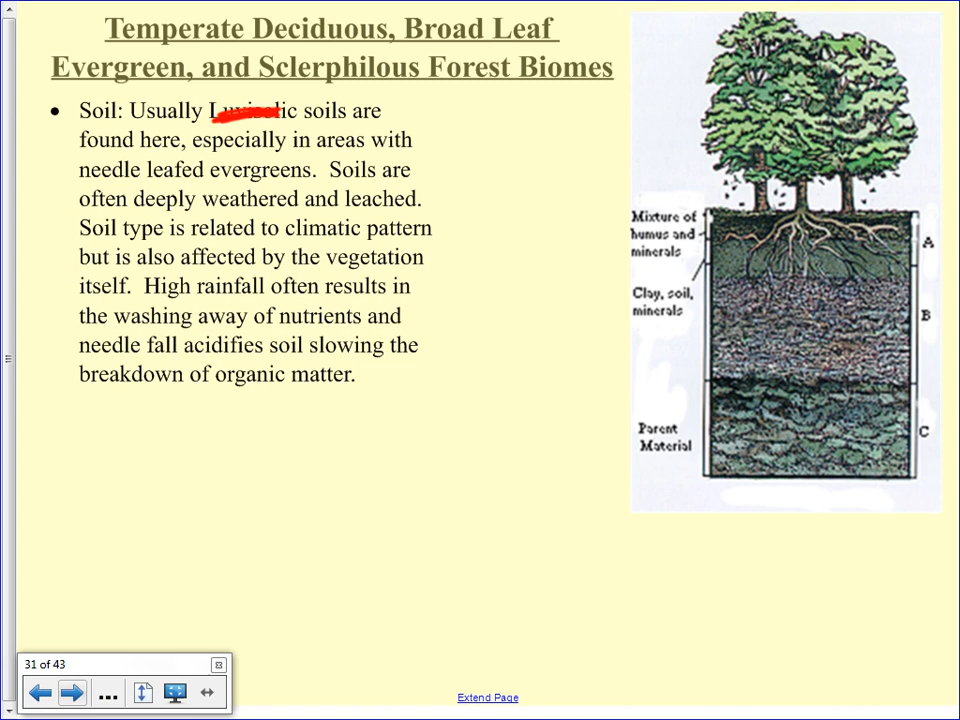 Temperate Deciduous, Broad Leaf
Evergreen, and Sclerphilous Forest Biomes
• Soil: Usually soils are
found here, especially in areas with
needle leafed evergreens. Soils are
often deeply weathered and leached.
Soil type is related to climatic pattern
but is also affected by the vegetation
itself. High rainfall often results in
the washing away of nutrients and
needle fall acidifies soil slowing the
breakdown of organic matter.
Mixture of
humus and
minerals
A
Clay, soil,
minerals
B
Parent
Material
C
31 of 43
Extend Page